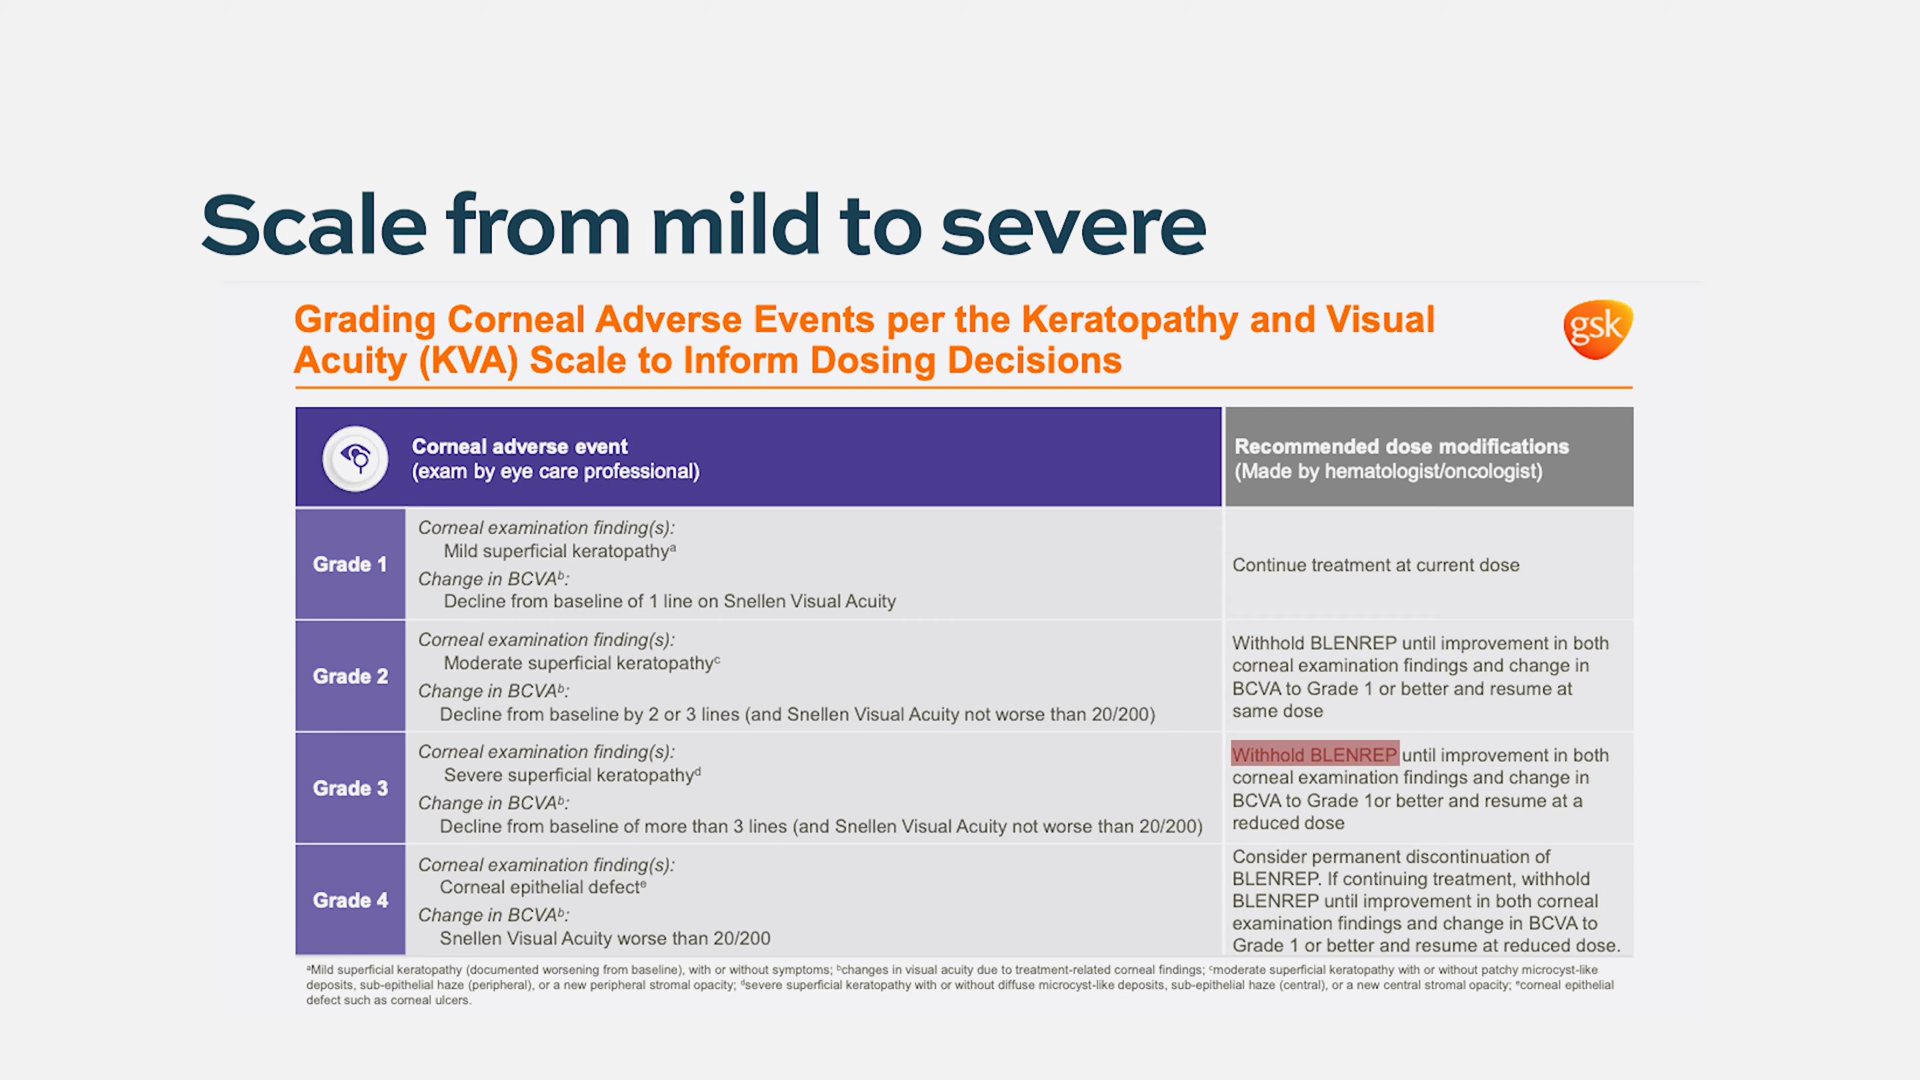 Scale from mild to severe
Grading Corneal Adverse Events per the Keratopathy and Visual
Acuity (KVA) Scale to Inform Dosing Decisions
gsk
Corneal adverse event
(exam by eye care professional)
Recommended dose modifications
(Made by hematologist/oncologist)
Grade 1
Corneal examination finding(s):
Mild superficial keratopathyᵃ
Change in BCVAᵇ:
Decline from baseline of 1 line on Snellen Visual Acuity
Continue treatment at current dose
Grade 2
Corneal examination finding(s):
Moderate superficial keratopathyᶜ
Change in BCVAᵇ:
Decline from baseline by 2 or 3 lines (and Snellen Visual Acuity not worse than 20/200)
Withhold BLENREP until improvement in both
corneal examination findings and change in
BCVA to Grade 1 or better and resume at
same dose
Grade 3
Corneal examination finding(s):
Severe superficial keratopathyᵈ
Change in BCVAᵇ:
Decline from baseline of more than 3 lines (and Snellen Visual Acuity not worse than 20/200)
Withhold BLENREP until improvement in both
corneal examination findings and change in
BCVA to Grade 1or better and resume at a
reduced dose
Grade 4
Corneal examination finding(s):
Corneal epithelial defectᵉ
Change in BCVAᵇ:
Snellen Visual Acuity worse than 20/200
Consider permanent discontinuation of
BLENREP. If continuing treatment, withhold
BLENREP until improvement in both corneal
examination findings and change in BCVA to
Grade 1 or better and resume at reduced dose.
ᵃMild superficial keratopathy (documented worsening from baseline), with or without symptoms; ᵇchanges in visual acuity due to treatment-related corneal findings; ᶜmoderate superficial keratopathy with or without patchy microcyst-like
deposits, sub-epithelial haze (peripheral), or a new peripheral stromal opacity; ᵈsevere superficial keratopathy with or without diffuse microcyst-like deposits, sub-epithelial haze (central), or a new central stromal opacity; ᵉcorneal epithelial
defect such as corneal ulcers.